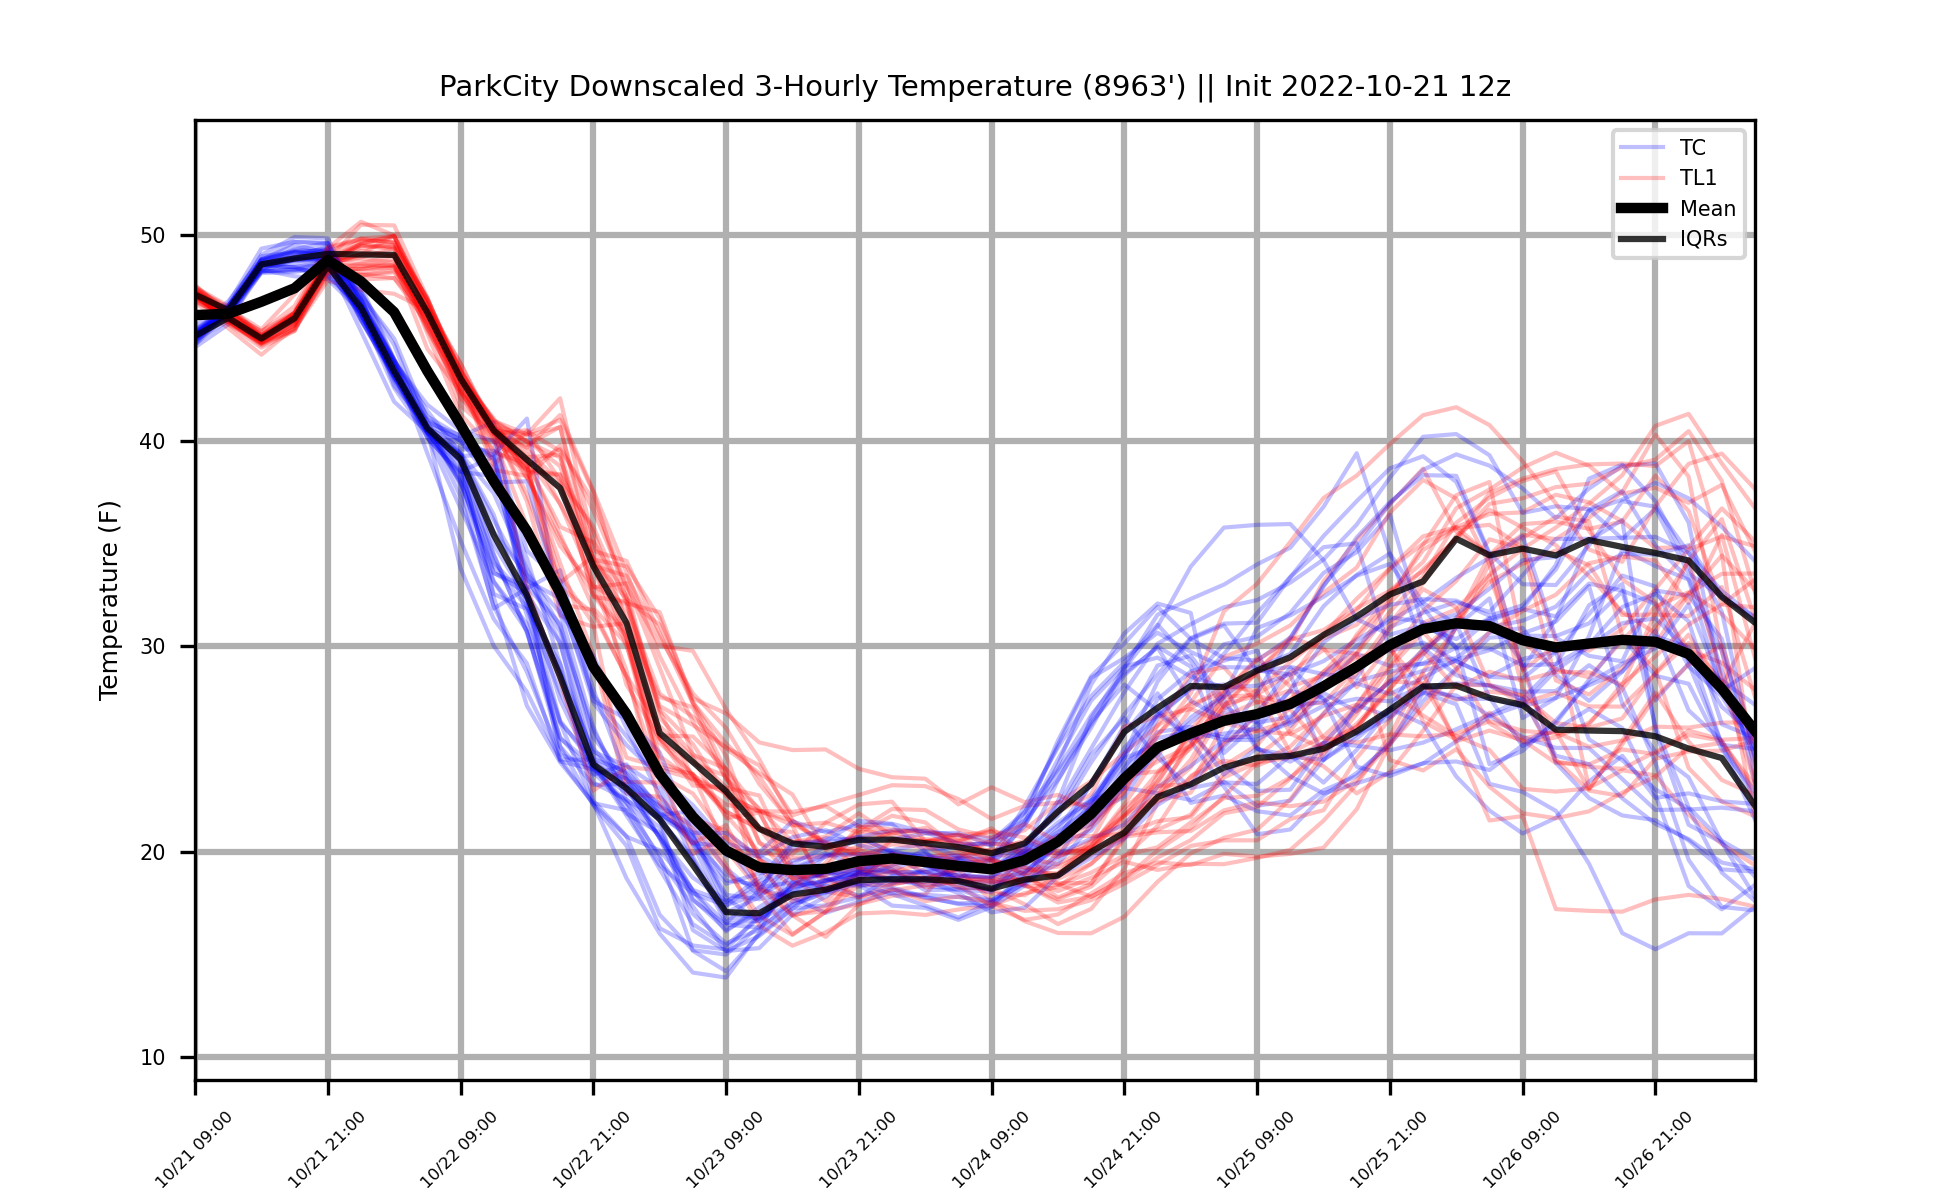 ParkCity Downscaled 3-Hourly Temperature (8963') || Init 2022-10-21 12z
TC
TL1
Mean
IQRs
Temperature (F)
50
40
30
20
10
10/21 09:00
10/21 21:00
10/22 09:00
10/22 21:00
10/23 09:00
10/23 21:00
10/24 09:00
10/24 21:00
10/25 09:00
10/25 21:00
10/26 09:00
10/26 21:00